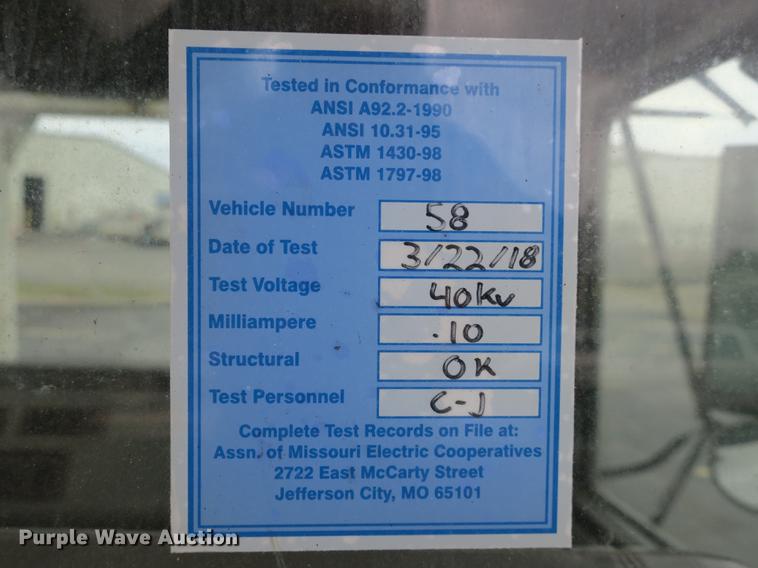 Tested in Conformance with
ANSI A92.2-1990
ANSI 10.31-95
ASTM 1430-98
ASTM 1797-98
Vehicle Number 58
Date of Test 3/22/18
Test Voltage 40Kv
Milliampere .10
Structural OK
Test Personnel C-J
Complete Test Records on File at:
Assn. of Missouri Electric Cooperatives
2722 East McCarty Street
Jefferson City, MO 65101
Purple Wave Auction